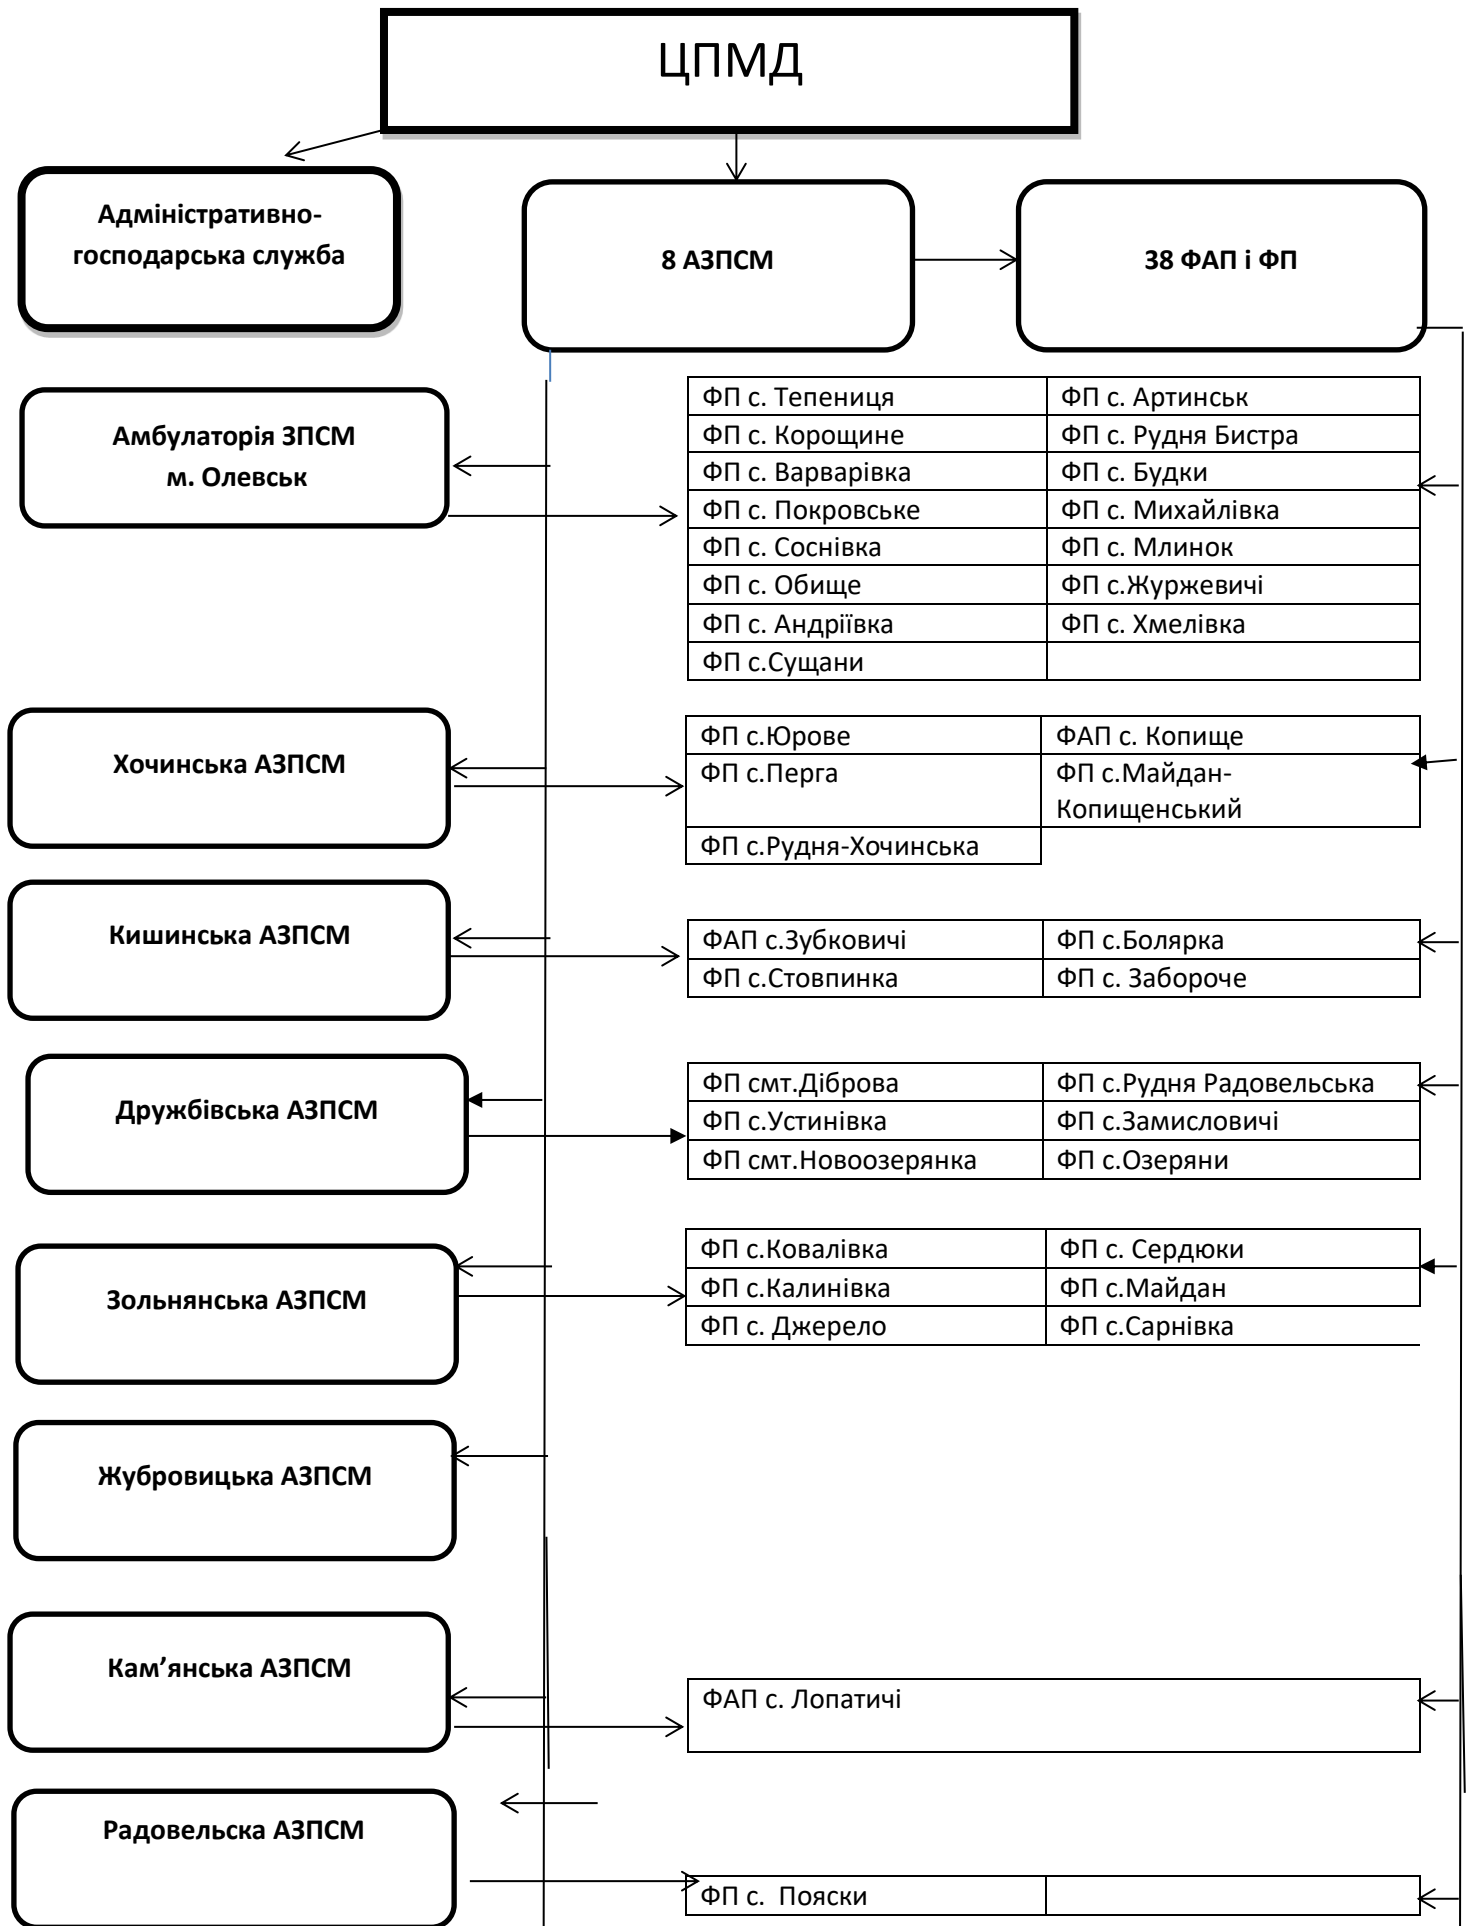 ЦПМД
Адміністративно-
господарська служба
8 АЗПСМ
38 ФАП і ФП
Амбулаторія ЗПСМ
м. Олевськ
ФП с. Тепениця
ФП с. Артинськ
ФП с. Корощине
ФП с. Рудня Бистра
ФП с. Варварівка
ФП с. Будки
ФП с. Покровське
ФП с. Михайлівка
ФП с. Соснівка
ФП с. Млинок
ФП с. Обище
ФП с.Журжевичі
ФП с. Андріївка
ФП с. Хмелівка
ФП с.Сущани
Хочинська АЗПСМ
ФП с.Юрове
ФАП с. Копище
ФП с.Перга
ФП с.Майдан-
Копищенський
ФП с.Рудня-Хочинська
Кишинська АЗПСМ
ФАП с.Зубковичі
ФП с.Болярка
ФП с.Стовпинка
ФП с. Забороче
Дружбівська АЗПСМ
ФП смт.Діброва
ФП с.Рудня Радовельська
ФП с.Устинівка
ФП с.Замисловичі
ФП смт.Новоозерянка
ФП с.Озеряни
Зольнянська АЗПСМ
ФП с.Ковалівка
ФП с. Сердюки
ФП с.Калинівка
ФП с.Майдан
ФП с. Джерело
ФП с.Сарнівка
Жубровицька АЗПСМ
Кам’янська АЗПСМ
ФАП с. Лопатичі
Радовельска АЗПСМ
ФП с.  Пояски